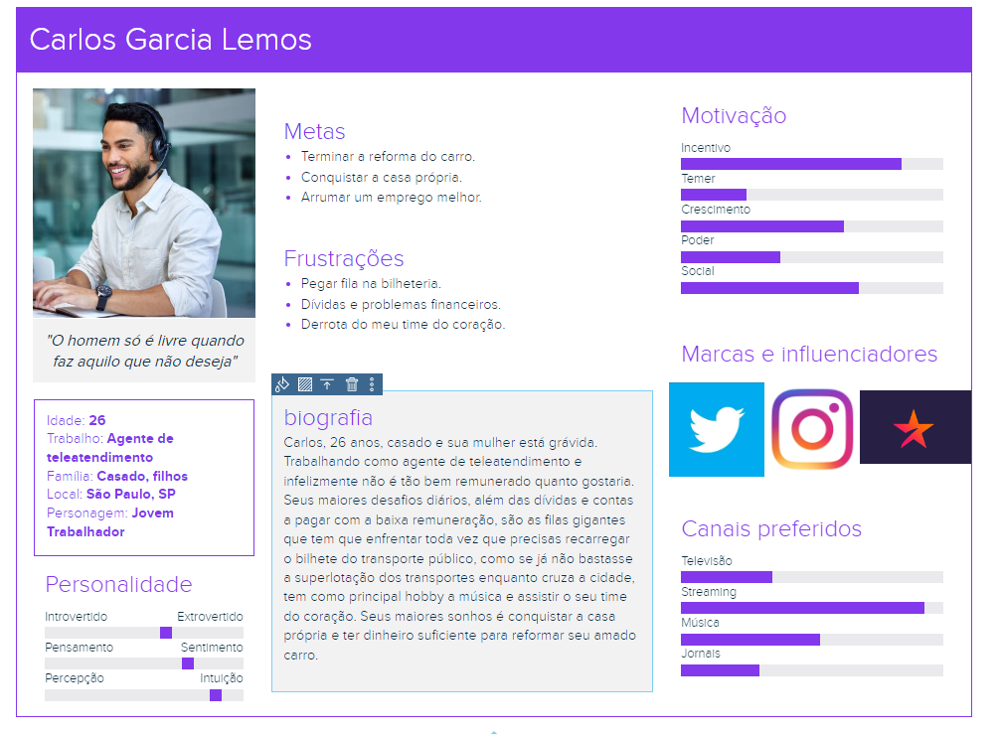 Carlos Garcia Lemos
"O homem só é livre quando
faz aquilo que não deseja"
Idade: 26
Trabalho: Agente de
teleatendimento
Família: Casado, filhos
Local: São Paulo, SP
Personagem: Jovem
Trabalhador
Personalidade
Introvertido Extrovertido
Pensamento Sentimento
Percepção Intuição
Metas
Terminar a reforma do carro.
Conquistar a casa própria.
Arrumar um emprego melhor.
Frustrações
Pegar fila na bilheteria.
Dívidas e problemas financeiros.
Derrota do meu time do coração.
biografia
Carlos, 26 anos, casado e sua mulher está grávida.
Trabalhando como agente de teleatendimento e
infelizmente não é tão bem remunerado quanto gostaria.
Seus maiores desafios diários, além das dívidas e contas
a pagar com a baixa remuneração, são as filas gigantes
que tem que enfrentar toda vez que precisas recarregar
o bilhete do transporte público, como se já não bastasse
a superlotação dos transportes enquanto cruza a cidade,
tem como principal hobby a música e assistir o seu time
do coração. Seus maiores sonhos é conquistar a casa
própria e ter dinheiro suficiente para reformar seu amado
carro.
Motivação
Incentivo
Temer
Crescimento
Poder
Social
Marcas e influenciadores
Canais preferidos
Televisão
Streaming
Música
Jornais